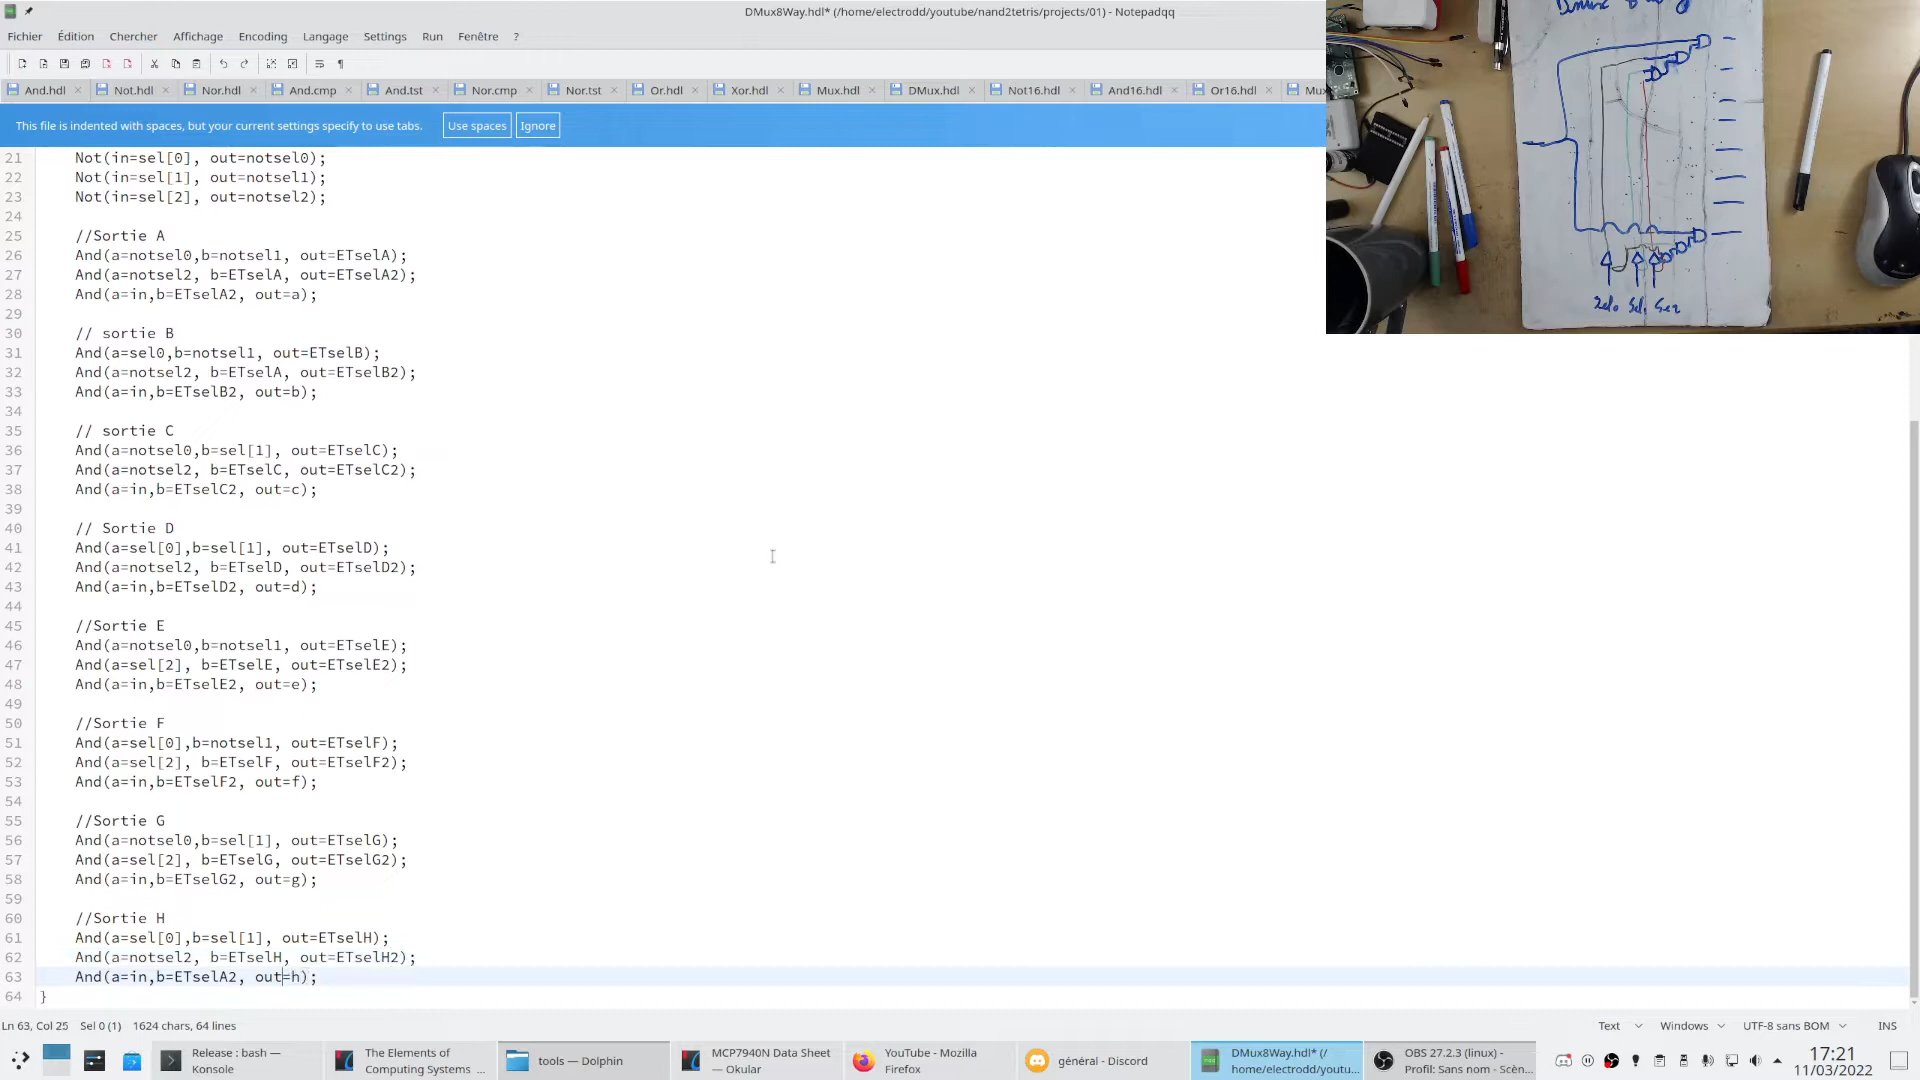 DMux8Way.hdl* (/home/electrodd/youtube/nand2tetris/projects/01) - Notepadqq
Fichier Édition Chercher Affichage Encoding Langage Settings Run Fenêtre ?
And.hdl Not.hdl Nor.hdl And.cmp And.tst Nor.cmp Nor.tst Or.hdl Xor.hdl Mux.hdl DMux.hdl Not16.hdl And16.hdl Or16.hdl Mux
This file is indented with spaces, but your current settings specify to use tabs. Use spaces Ignore
21 Not(in=sel[0], out=notsel0);
22 Not(in=sel[1], out=notsel1);
23 Not(in=sel[2], out=notsel2);
24
25 //Sortie A
26 And(a=notsel0,b=notsel1, out=ETselA);
27 And(a=notsel2, b=ETselA, out=ETselA2);
28 And(a=in,b=ETselA2, out=a);
29
30 // sortie B
31 And(a=sel0,b=notsel1, out=ETselB);
32 And(a=notsel2, b=ETselA, out=ETselB2);
33 And(a=in,b=ETselB2, out=b);
34
35 // sortie C
36 And(a=notsel0,b=sel[1], out=ETselC);
37 And(a=notsel2, b=ETselC, out=ETselC2);
38 And(a=in,b=ETselC2, out=c);
39
40 // Sortie D
41 And(a=sel[0],b=sel[1], out=ETselD);
42 And(a=notsel2, b=ETselD, out=ETselD2);
43 And(a=in,b=ETselD2, out=d);
44
45 //Sortie E
46 And(a=notsel0,b=notsel1, out=ETselE);
47 And(a=sel[2], b=ETselE, out=ETselE2);
48 And(a=in,b=ETselE2, out=e);
49
50 //Sortie F
51 And(a=sel[0],b=notsel1, out=ETselF);
52 And(a=sel[2], b=ETselF, out=ETselF2);
53 And(a=in,b=ETselF2, out=f);
54
55 //Sortie G
56 And(a=notsel0,b=sel[1], out=ETselG);
57 And(a=sel[2], b=ETselG, out=ETselG2);
58 And(a=in,b=ETselG2, out=g);
59
60 //Sortie H
61 And(a=sel[0],b=sel[1], out=ETselH);
62 And(a=notsel2, b=ETselH, out=ETselH2);
63 And(a=in,b=ETselA2, out=h);
64 }
Ln 63, Col 25 Sel 0 (1) 1624 chars, 64 lines Text Windows UTF-8 sans BOM INS
Release : bash —
Konsole
The Elements of
Computing Systems ...
tools — Dolphin
MCP7940N Data Sheet
— Okular
YouTube - Mozilla
Firefox
général - Discord
DMux8Way.hdl* (/
home/electrodd/youtu...
OBS 27.2.3 (linux) -
Profil: Sans nom - Scèn...
17:21
11/03/2022